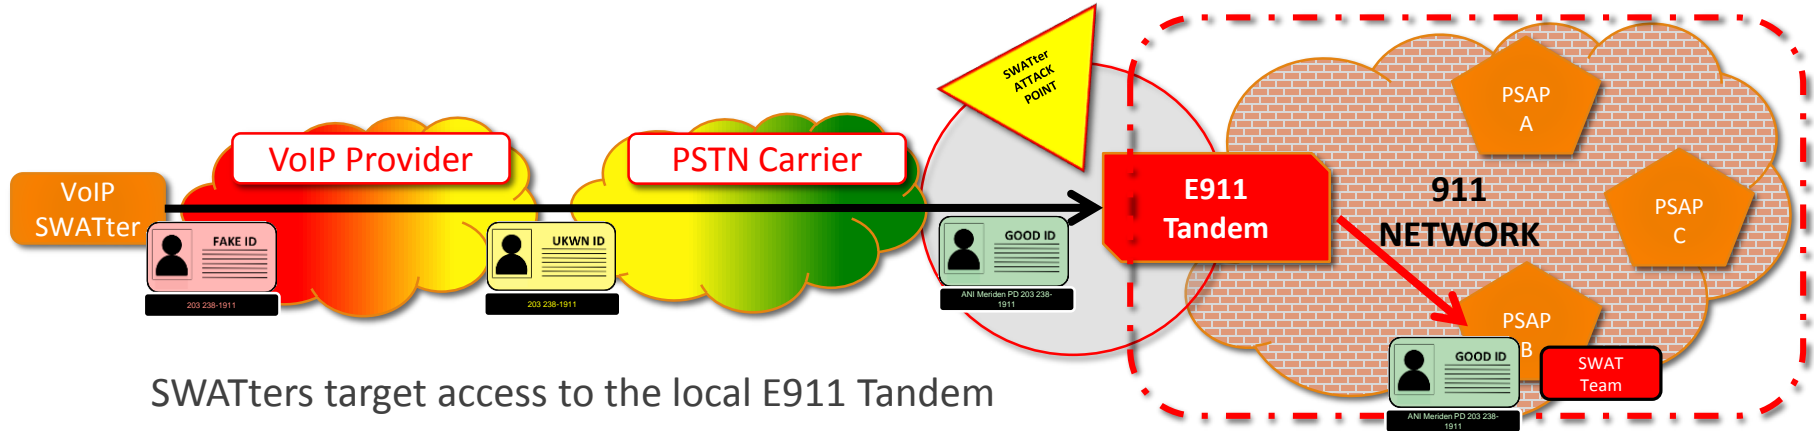 SWATter
ATTACK
POINT
VoIP
SWATter
VoIP Provider
PSTN Carrier
FAKE ID
203 238-1911
UKWN ID
203 238-1911
GOOD ID
ANI Meriden PD 203 238-
1911
E911
Tandem
911
NETWORK
PSAP
A
PSAP
C
PSAP
B
GOOD ID
ANI Meriden PD 203 238-
1911
SWAT
Team
SWATters target access to the local E911 Tandem